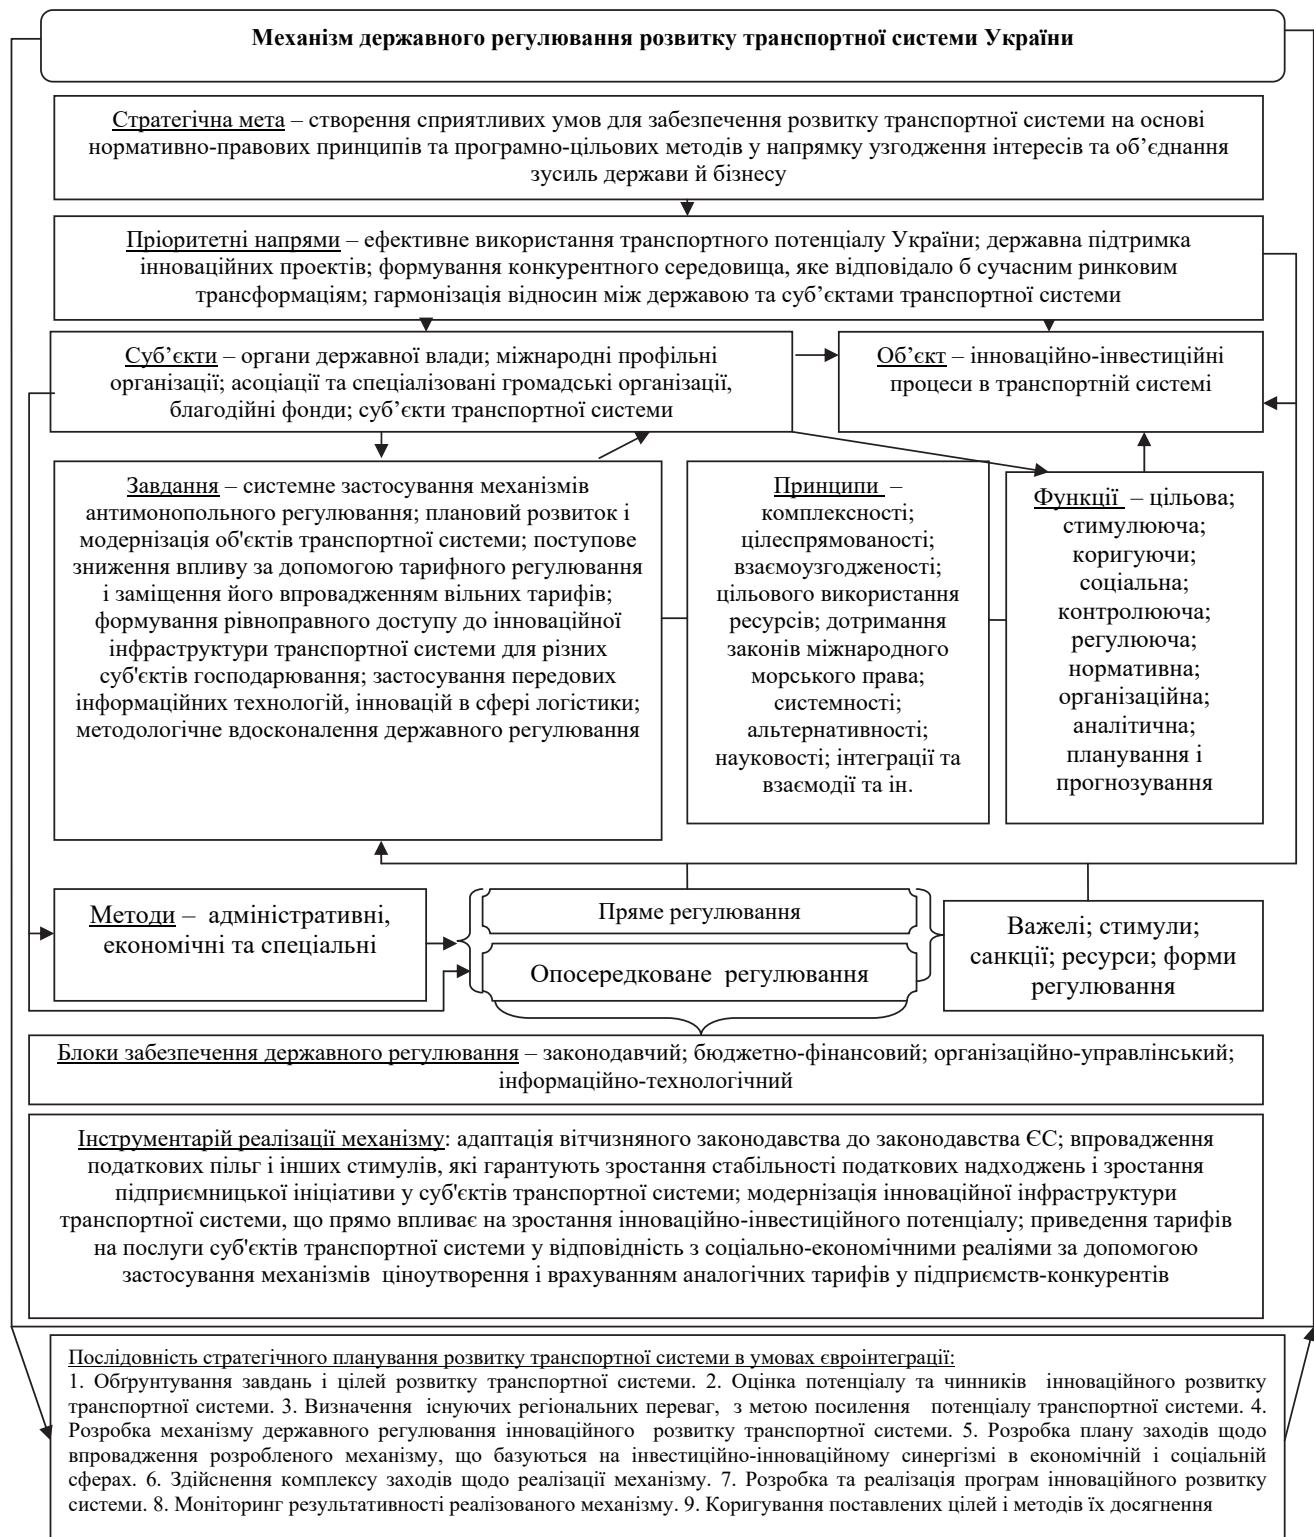 Механізм державного регулювання розвитку транспортної системи України
Стратегічна мета – створення сприятливих умов для забезпечення розвитку транспортної системи на основі
нормативно-правових принципів та програмно-цільових методів у напрямку узгодження інтересів та об’єднання
зусиль держави й бізнесу
Пріоритетні напрями – ефективне використання транспортного потенціалу України; державна підтримка
інноваційних проектів; формування конкурентного середовища, яке відповідало б сучасним ринковим
трансформаціям; гармонізація відносин між державою та суб’єктами транспортної системи
Суб’єкти – органи державної влади; міжнародні профільні
організації; асоціації та спеціалізовані громадські організації,
благодійні фонди; суб’єкти транспортної системи
Об’єкт – інноваційно-інвестиційні
процеси в транспортній системі
Завдання – системне застосування механізмів
антимонопольного регулювання; плановий розвиток і
модернізація об'єктів транспортної системи; поступове
зниження впливу за допомогою тарифного регулювання
і заміщення його впровадженням вільних тарифів;
формування рівноправного доступу до інноваційної
інфраструктури транспортної системи для різних
суб'єктів господарювання; застосування передових
інформаційних технологій, інновацій в сфері логістики;
методологічне вдосконалення державного регулювання
Принципи –
комплексності;
цілеспрямованості;
взаємоузгодженості;
цільового використання
ресурсів; дотримання
законів міжнародного
морського права;
системності;
альтернативності;
науковості; інтеграції та
взаємодії та ін.
Функції – цільова;
стимулююча;
коригуючи;
соціальна;
контролююча;
регулююча;
нормативна;
організаційна;
аналітична;
планування і
прогнозування
Методи – адміністративні,
економічні та спеціальні
Пряме регулювання
Опосередковане регулювання
Важелі; стимули;
санкції; ресурси; форми
регулювання
Блоки забезпечення державного регулювання – законодавчий; бюджетно-фінансовий; організаційно-управлінський;
інформаційно-технологічний
Інструментарій реалізації механізму: адаптація вітчизняного законодавства до законодавства ЄС; впровадження
податкових пільг і інших стимулів, які гарантують зростання стабільності податкових надходжень і зростання
підприємницької ініціативи у суб'єктів транспортної системи; модернізація інноваційної інфраструктури
транспортної системи, що прямо впливає на зростання інноваційно-інвестиційного потенціалу; приведення тарифів
на послуги суб'єктів транспортної системи у відповідність з соціально-економічними реаліями за допомогою
застосування механізмів ціноутворення і врахуванням аналогічних тарифів у підприємств-конкурентів
Послідовність стратегічного планування розвитку транспортної системи в умовах євроінтеграції:
1. Обґрунтування завдань і цілей розвитку транспортної системи. 2. Оцінка потенціалу та чинників інноваційного розвитку
транспортної системи. 3. Визначення існуючих регіональних переваг, з метою посилення потенціалу транспортної системи. 4.
Розробка механізму державного регулювання інноваційного розвитку транспортної системи. 5. Розробка плану заходів щодо
впровадження розробленого механізму, що базуються на інвестиційно-інноваційному синергізмі в економічній і соціальній
сферах. 6. Здійснення комплексу заходів щодо реалізації механізму. 7. Розробка та реалізація програм інноваційного розвитку
системи. 8. Моніторинг результативності реалізованого механізму. 9. Коригування поставлених цілей і методів їх досягнення